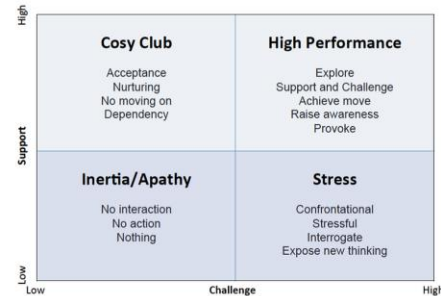 High
Support
Low
Cosy Club
Acceptance
Nurturing
No moving on
Dependency
High Performance
Explore
Support and Challenge
Achieve move
Raise awareness
Provoke
Inertia/Apathy
No interaction
No action
Nothing
Stress
Confrontational
Stressful
Interrogate
Expose new thinking
Low
Challenge
High